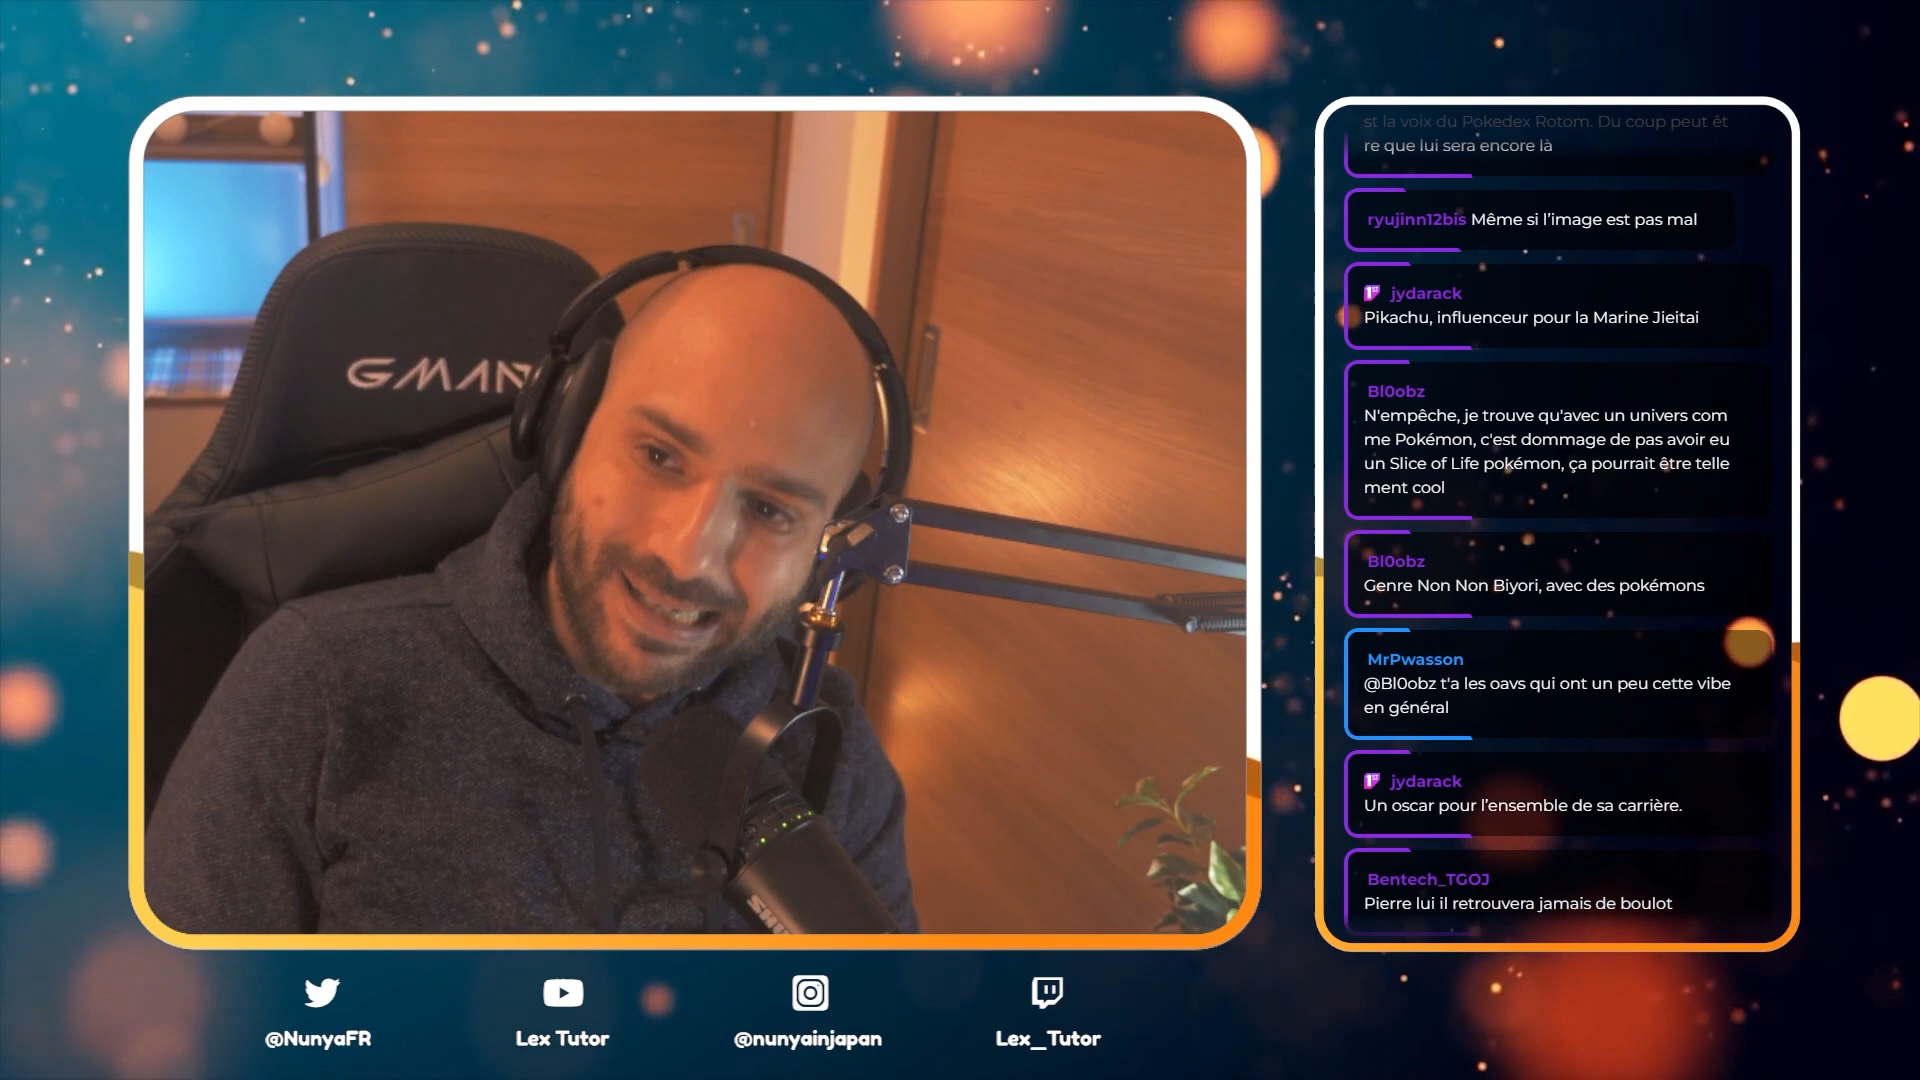 GMAN
SHU
st la voix du Pokedex Rotom. Du coup peut êt
re que lui sera encore là
ryujinn12bis Même si l'image est pas mal
jydarack
Pikachu, influenceur pour la Marine Jieitai
Bl0obz
N'empêche, je trouve qu'avec un univers com
me Pokémon, c'est dommage de pas avoir eu
un Slice of Life pokémon, ça pourrait être telle
ment cool
Bl0obz
Genre Non Non Biyori, avec des pokémons
MrPwasson
@Bl0obz t'a les oavs qui ont un peu cette vibe
en général
jydarack
Un oscar pour l'ensemble de sa carrière.
Bentech_TGOJ
Pierre lui il retrouvera jamais de boulot
@NunyaFR
Lex Tutor
@nunyainjapan
Lex_Tutor